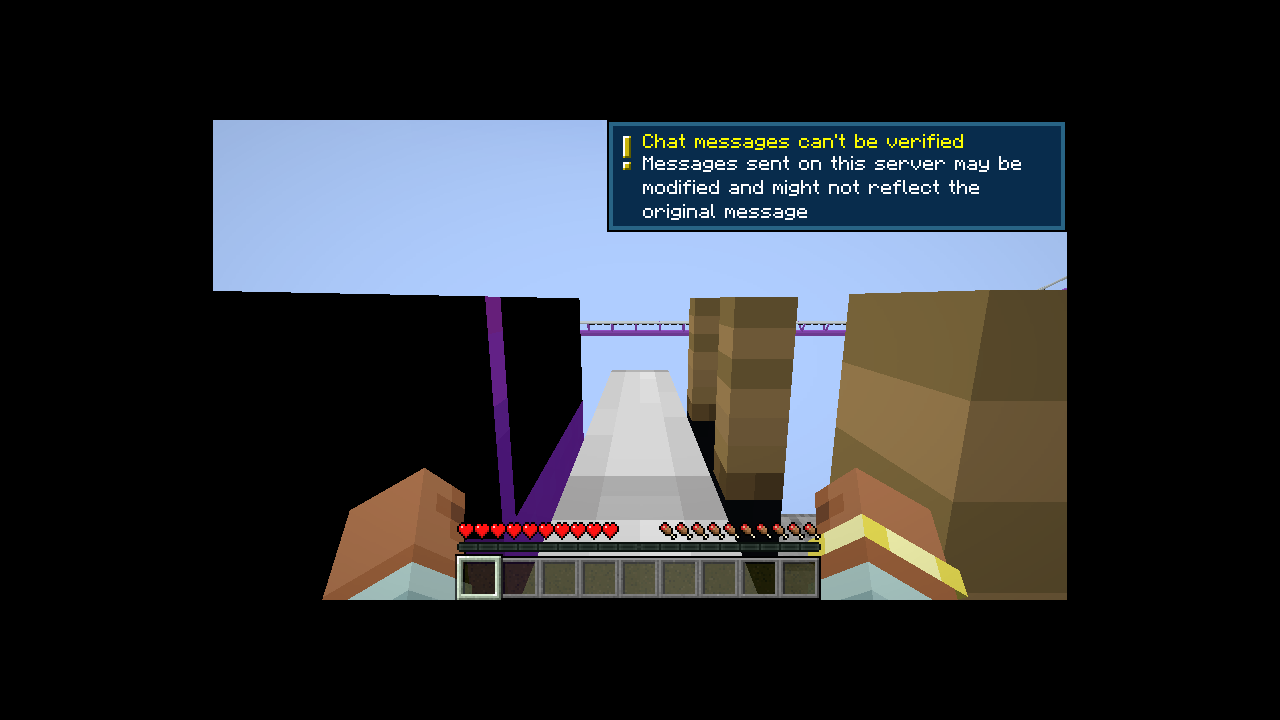 Chat messages can't be verified
Messages sent on this server may be
modified and might not reflect the
original message